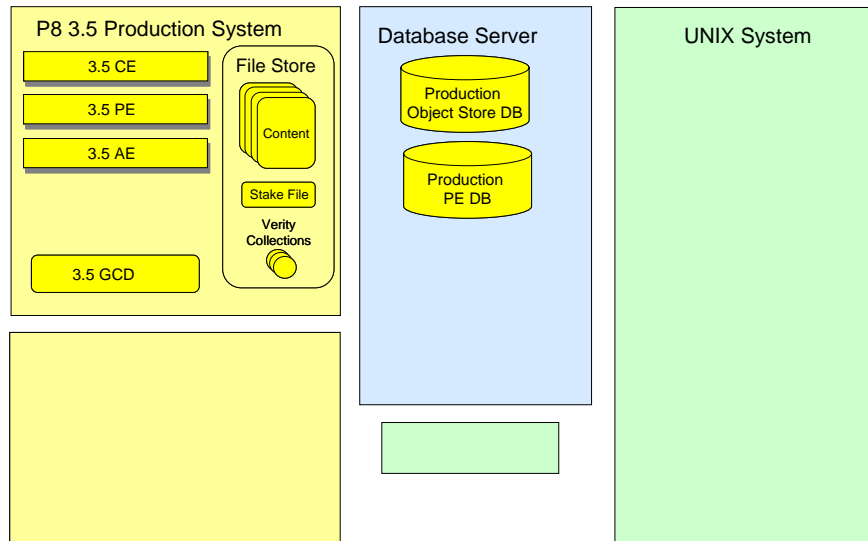 P8 3.5 Production System
3.5 CE
3.5 PE
3.5 AE
3.5 GCD
File Store
Content
Stake File
Verity
Collections
Database Server
Production
Object Store DB
Production
PE DB
UNIX System